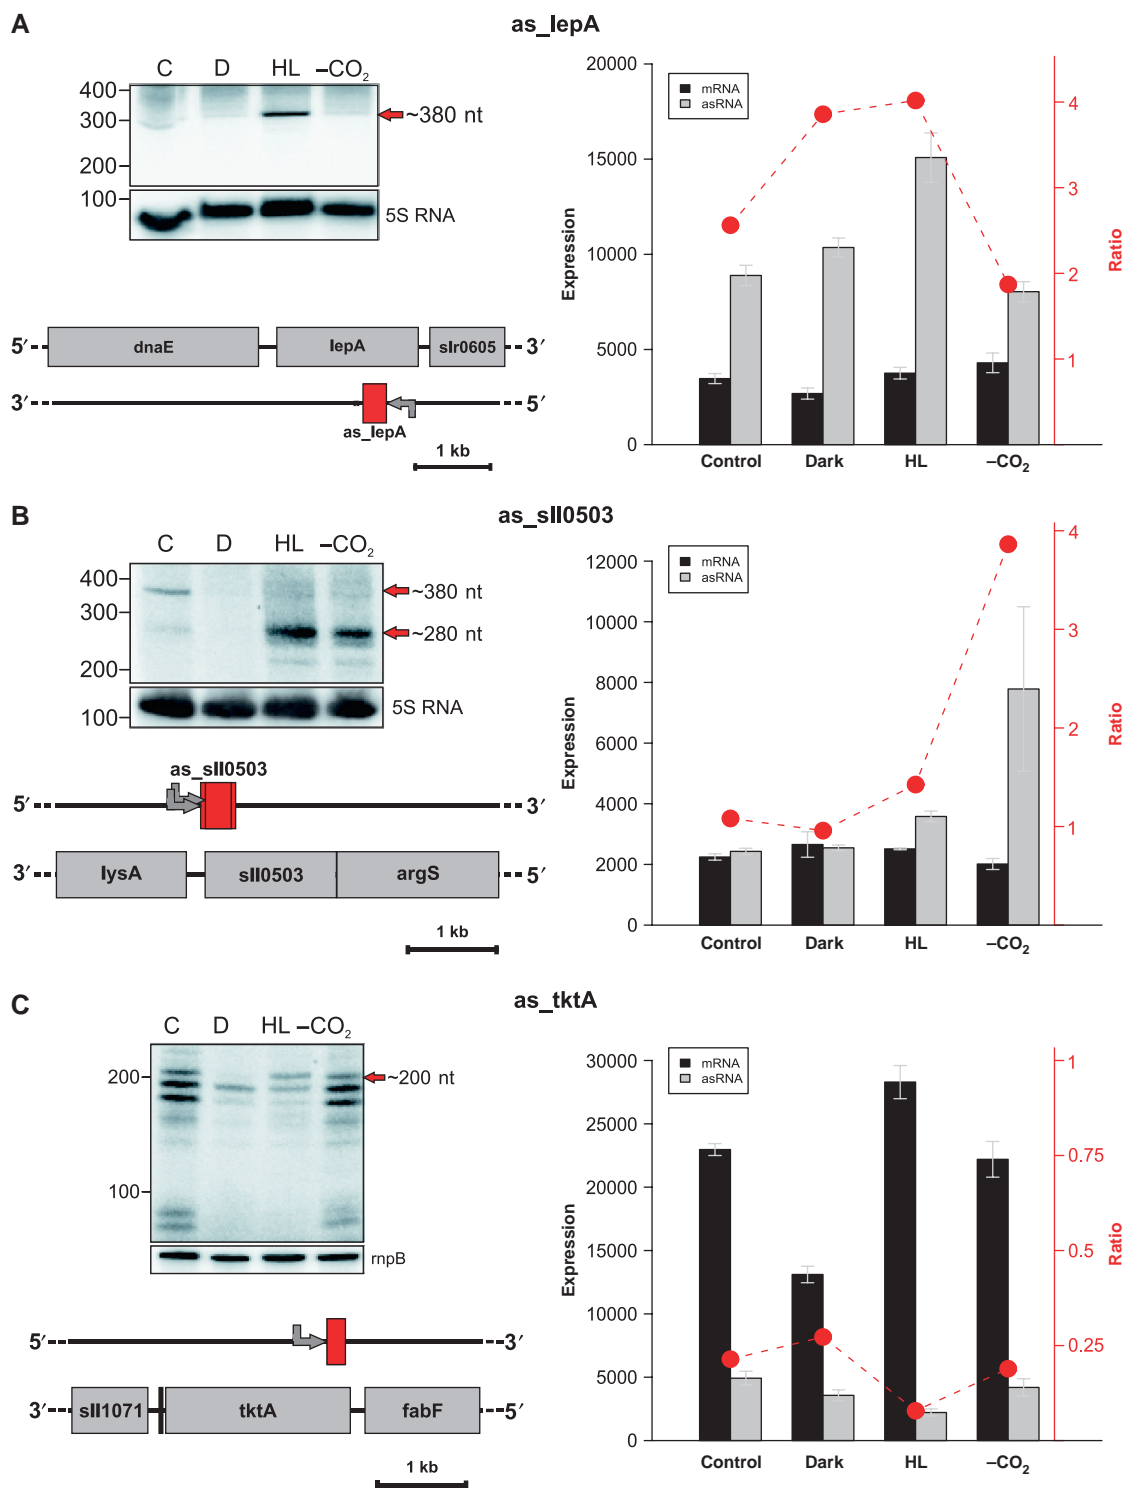 A
as_lepA
C D HL –CO2
400
300
200
100
~380 nt
5S RNA
5′ dnaE lepA slr0605 3′
3′ 5′
as_lepA
1 kb
mRNA
asRNA
20000
15000
10000
5000
0
Expression
4
3
2
1
Ratio
Control Dark HL –CO2
B
as_sll0503
C D HL –CO2
400
300
200
100
~380 nt
~280 nt
5S RNA
as_sll0503
5′ 3′
3′ lysA sll0503 argS 5′
1 kb
mRNA
asRNA
12000
10000
8000
6000
4000
2000
0
Expression
4
3
2
1
Ratio
Control Dark HL –CO2
C
as_tktA
C D HL –CO2
200
100
~200 nt
rnpB
5′ 3′
3′ sll1071 tktA fabF 5′
1 kb
mRNA
asRNA
30000
25000
20000
15000
10000
5000
0
Expression
1
0.75
0.5
0.25
Ratio
Control Dark HL –CO2